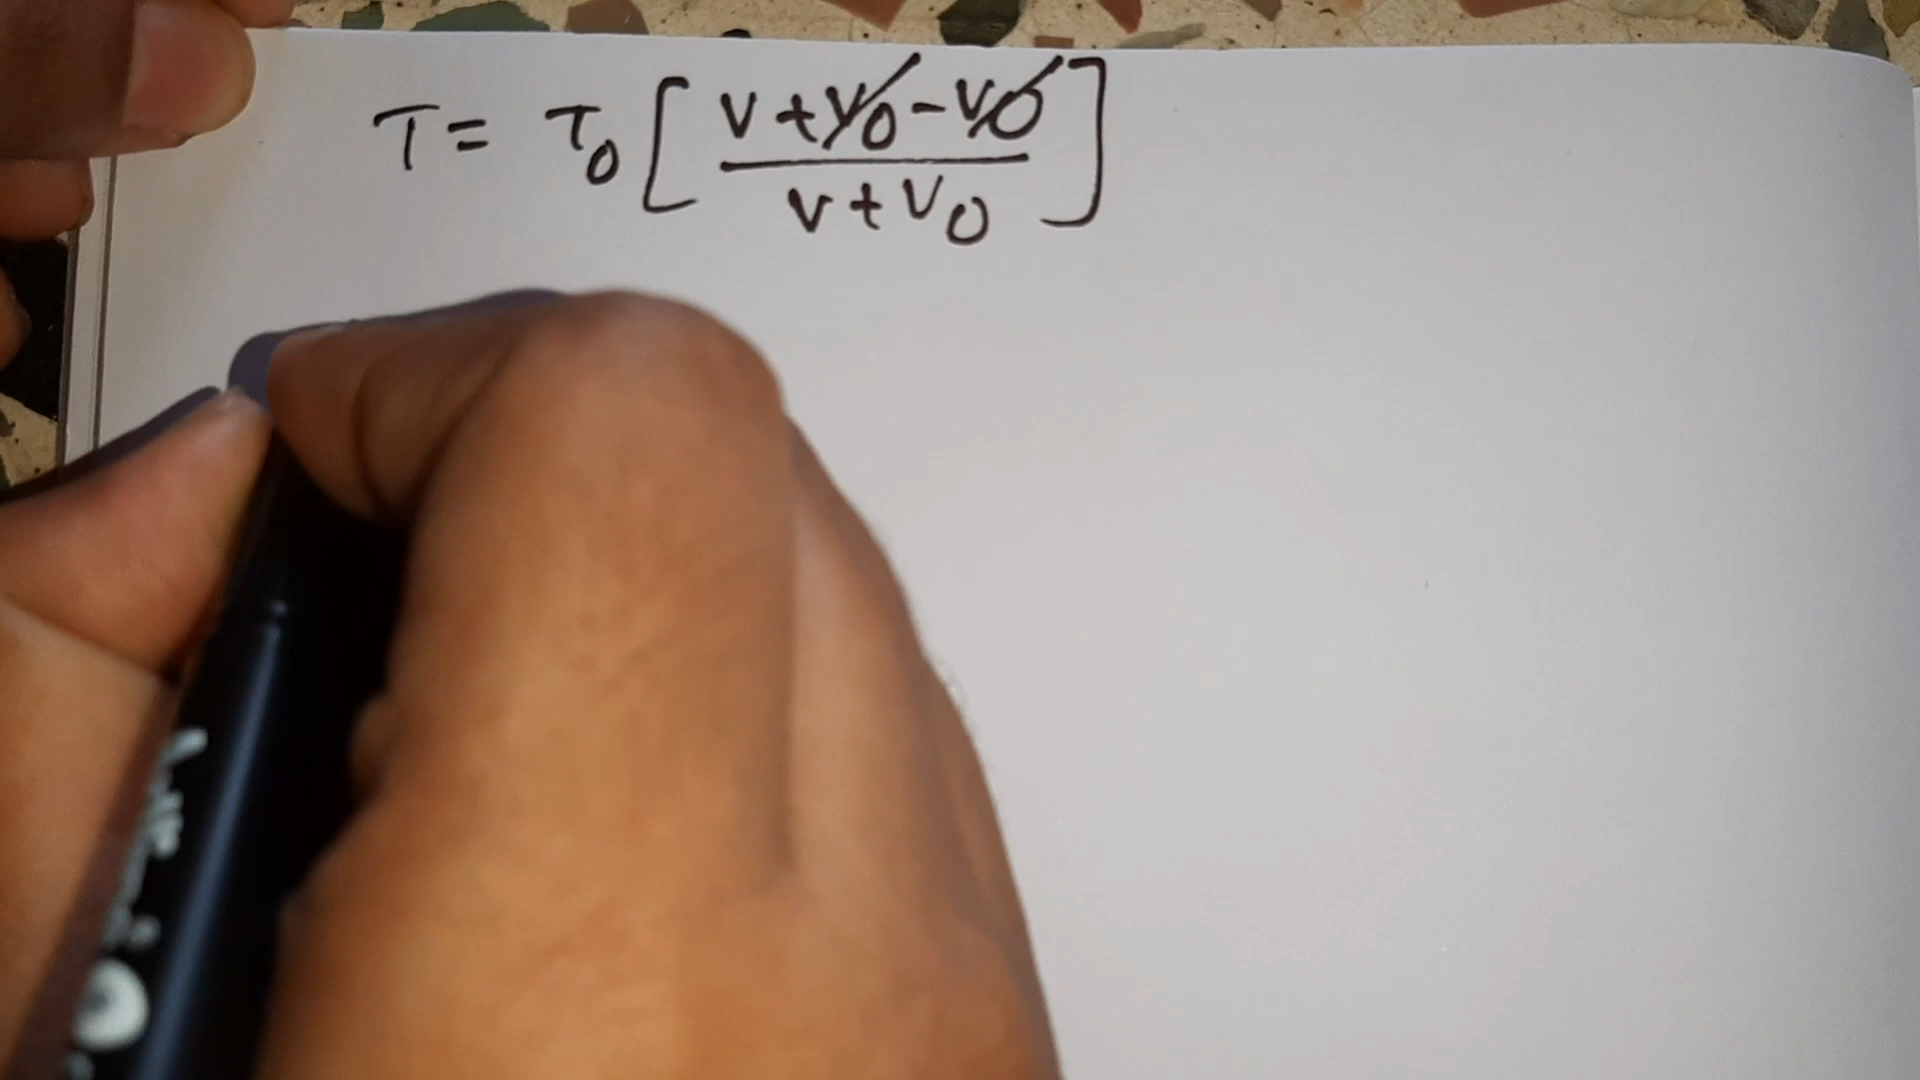 T = T₀ [ (v + v₀ - v₀) / (v + v₀) ]